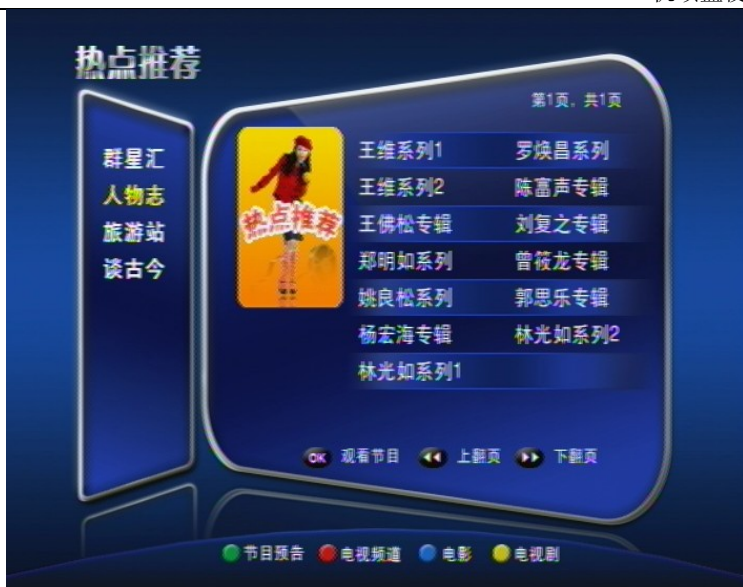 热点推荐
群星汇
人物志
旅游站
谈古今
第1页，共1页
热点推荐
王维系列1 罗焕昌系列
王维系列2 陈富声专辑
王佛松专辑 刘复之专辑
郑明如系列 曾筱龙专辑
姚良松系列 郭思乐专辑
杨宏海专辑 林光如系列2
林光如系列1
OK 观看节目 上翻页 下翻页
节目预告 电视频道 电影 电视剧